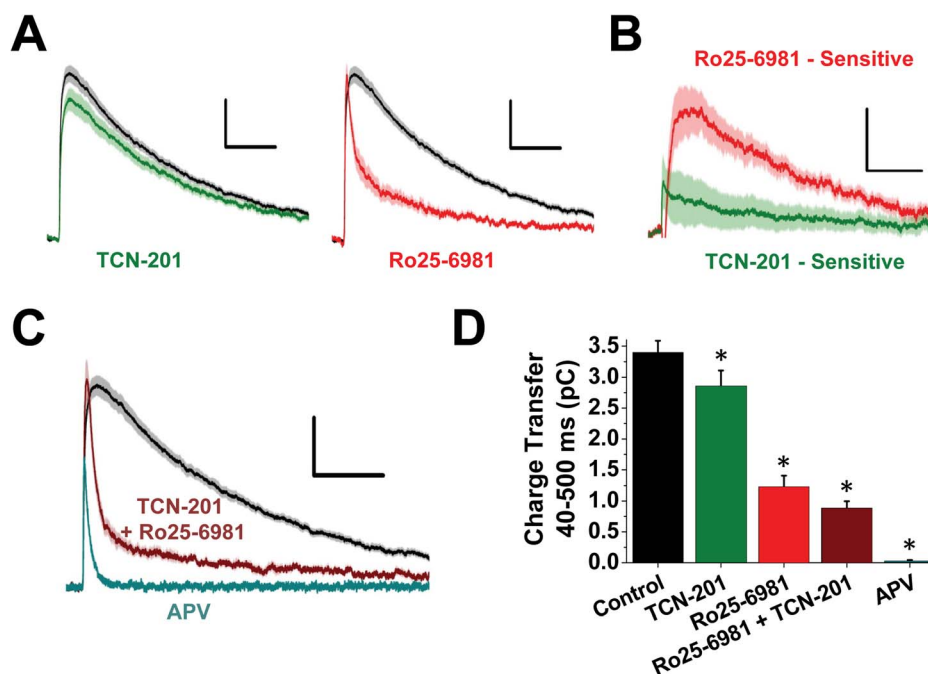 A
B
Ro25-6981 - Sensitive
TCN-201
Ro25-6981
TCN-201 - Sensitive
C
TCN-201
+ Ro25-6981
APV
D
Charge Transfer
40-500 ms (pC)
3.5
3.0
2.5
2.0
1.5
1.0
0.5
0.0
*
*
*
*
Control
TCN-201
Ro25-6981
Ro25-6981 + TCN-201
APV